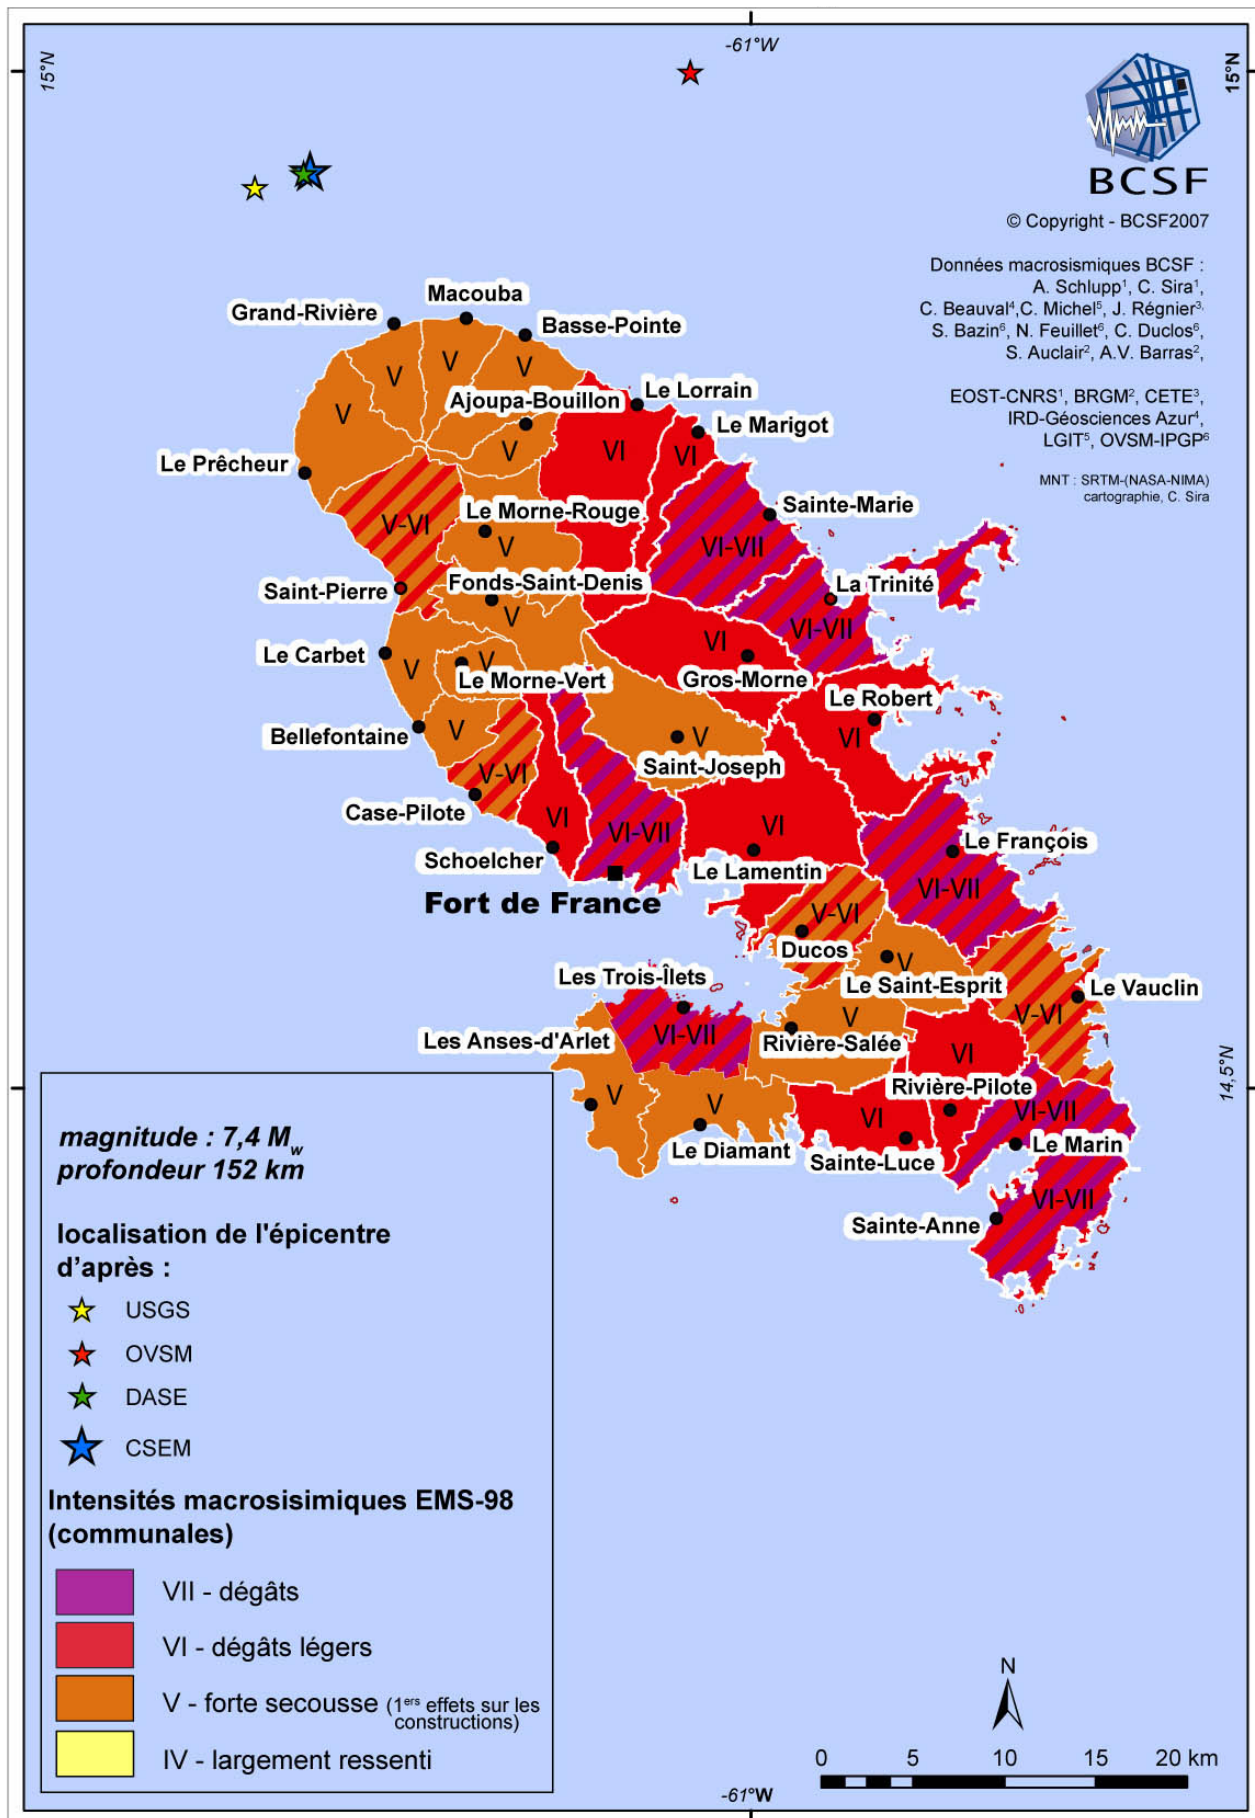 -61°W
15°N
15°N
BCSF
© Copyright - BCSF2007
Données macrosismiques BCSF :
A. Schlupp¹, C. Sira¹,
C. Beauval⁴,C. Michel⁵, J. Régnier³,
S. Bazin⁶, N. Feuillet⁶, C. Duclos⁶,
S. Auclair², A.V. Barras²,
EOST-CNRS¹, BRGM², CETE³,
IRD-Géosciences Azur⁴,
LGIT⁵, OVSM-IPGP⁶
MNT : SRTM-(NASA-NIMA)
cartographie, C. Sira
Macouba
Grand-Rivière
Basse-Pointe
V
V
V
V
Ajoupa-Bouillon
Le Lorrain
Le Marigot
V
VI
VI
Le Prêcheur
Sainte-Marie
Le Morne-Rouge
V-VI
V
VI-VII
Saint-Pierre
Fonds-Saint-Denis
La Trinité
V
VI-VII
Le Carbet
V
V
VI
Le Morne-Vert
Gros-Morne
Le Robert
Bellefontaine
V
V
VI
Saint-Joseph
V-VI
Case-Pilote
VI
VI-VII
VI
Schoelcher
Le François
Le Lamentin
VI-VII
Fort de France
V-VI
Ducos
V
Les Trois-Îlets
Le Saint-Esprit
Le Vauclin
V-VI
Les Anses-d'Arlet
VI-VII
V
Rivière-Salée
VI
14,5°N
Rivière-Pilote
V
V
VI
VI-VII
Le Diamant
Sainte-Luce
Le Marin
VI-VII
Sainte-Anne
magnitude : 7,4 Mw
profondeur 152 km
localisation de l'épicentre
d’après :
USGS
OVSM
DASE
CSEM
Intensités macrosisimiques EMS-98
(communales)
VII - dégâts
VI - dégâts légers
V - forte secousse (1ers effets sur les
constructions)
IV - largement ressenti
N
0 5 10 15 20 km
-61°W